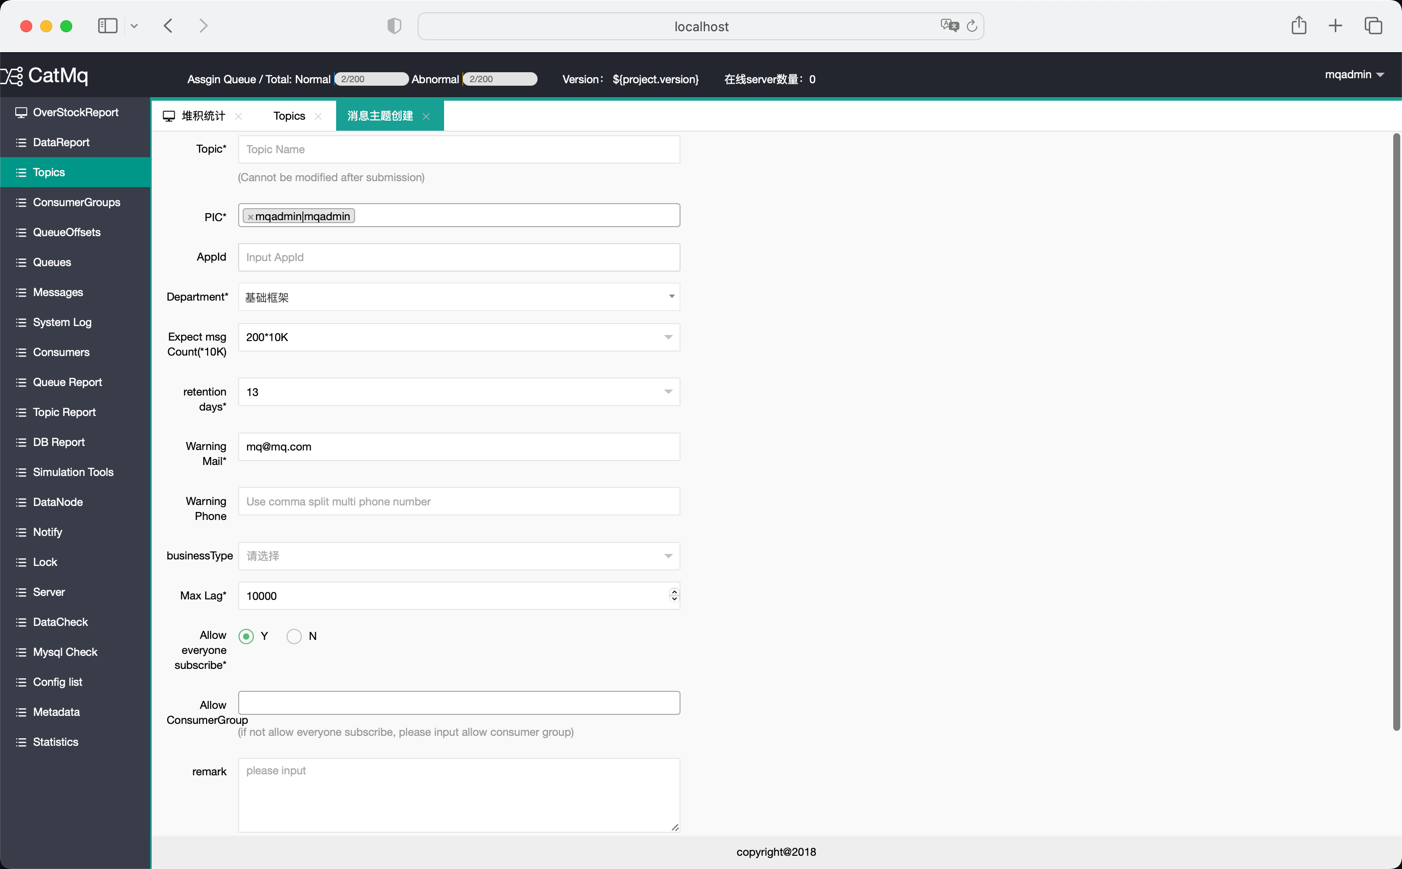 localhost
CatMq
Assgin Queue / Total: Normal 2/200 Abnormal 2/200 Version： ${project.version} 在线server数量：0
mqadmin
OverStockReport
DataReport
Topics
ConsumerGroups
QueueOffsets
Queues
Messages
System Log
Consumers
Queue Report
Topic Report
DB Report
Simulation Tools
DataNode
Notify
Lock
Server
DataCheck
Mysql Check
Config list
Metadata
Statistics
堆积统计 Topics 消息主题创建
Topic* Topic Name
(Cannot be modified after submission)
PIC* ×mqadmin|mqadmin
AppId Input AppId
Department* 基础框架
Expect msg
Count(*10K)
200*10K
retention
days*
13
Warning
Mail*
mq@mq.com
Warning
Phone
Use comma split multi phone number
businessType 请选择
Max Lag* 10000
Allow
everyone
subscribe*
Y N
Allow
ConsumerGroup
(if not allow everyone subscribe, please input allow consumer group)
remark please input
copyright@2018